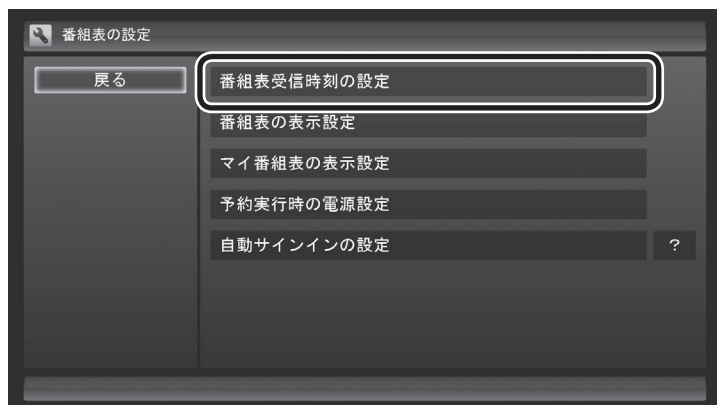 番組表の設定
戻る
番組表受信時刻の設定
番組表の表示設定
マイ番組表の表示設定
予約実行時の電源設定
自動サインインの設定
?